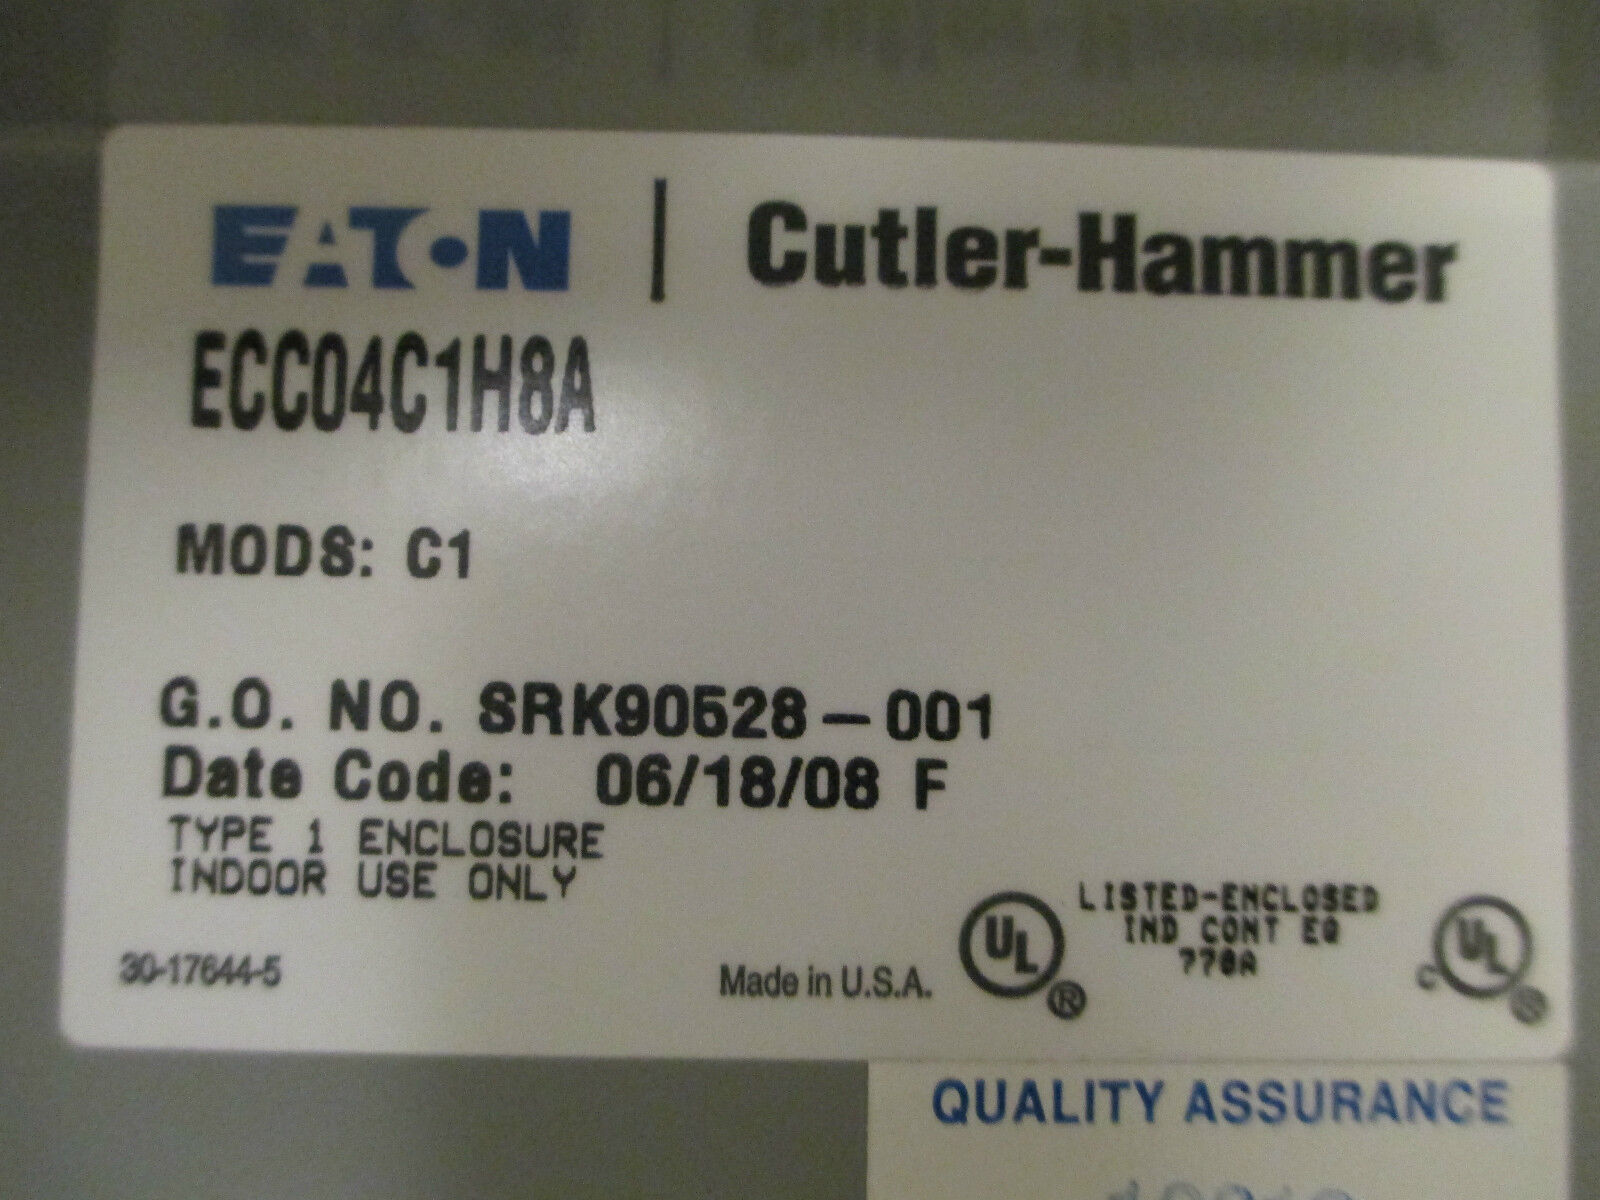 EATON | Cutler-Hammer
ECC04C1H8A
MODS: C1
G.O. NO. SRK90528-001
Date Code: 06/18/08 F
TYPE 1 ENCLOSURE
INDOOR USE ONLY
30-17644-5
Made in U.S.A.
UL ®
LISTED-ENCLOSED
IND CONT EQ
778A
c UL
QUALITY ASSURANCE